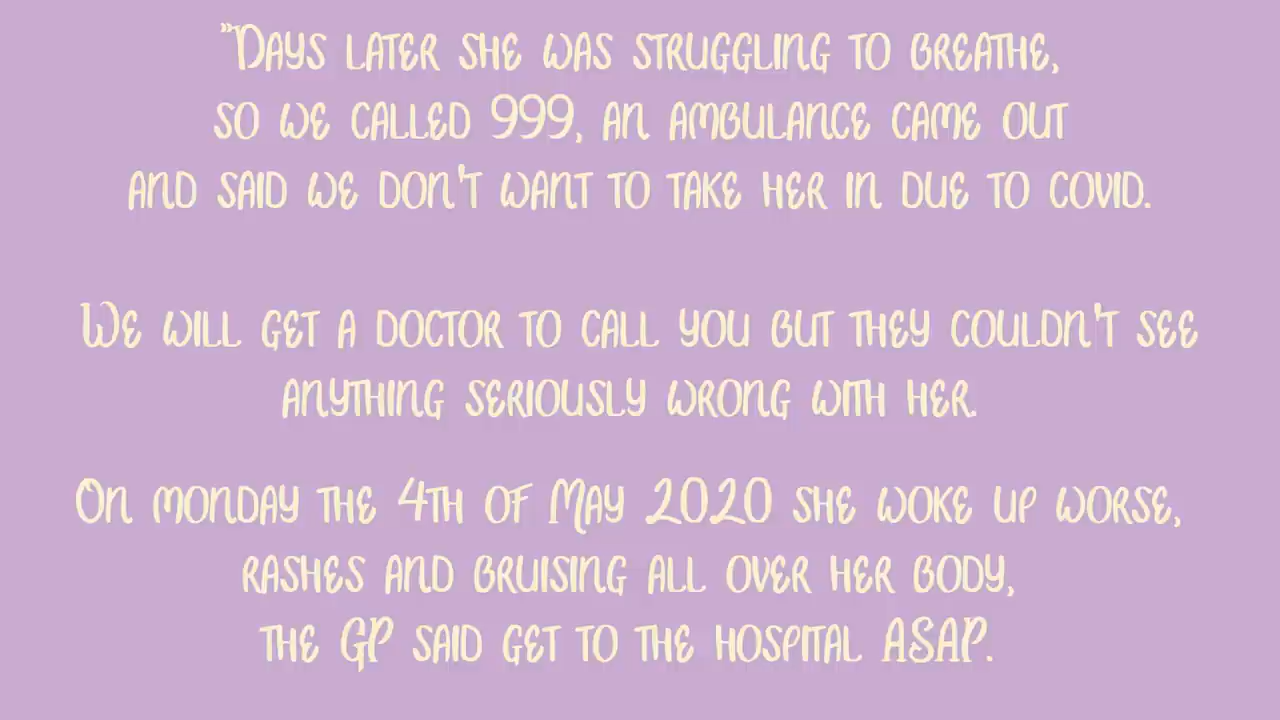 "Days later she was struggling to breathe,
so we called 999, an ambulance came out
and said we don't want to take her in due to covid.
We will get a doctor to call you but they couldn't see
anything seriously wrong with her.
On monday the 4th of May 2020 she woke up worse,
rashes and bruising all over her body,
the GP said get to the hospital ASAP.